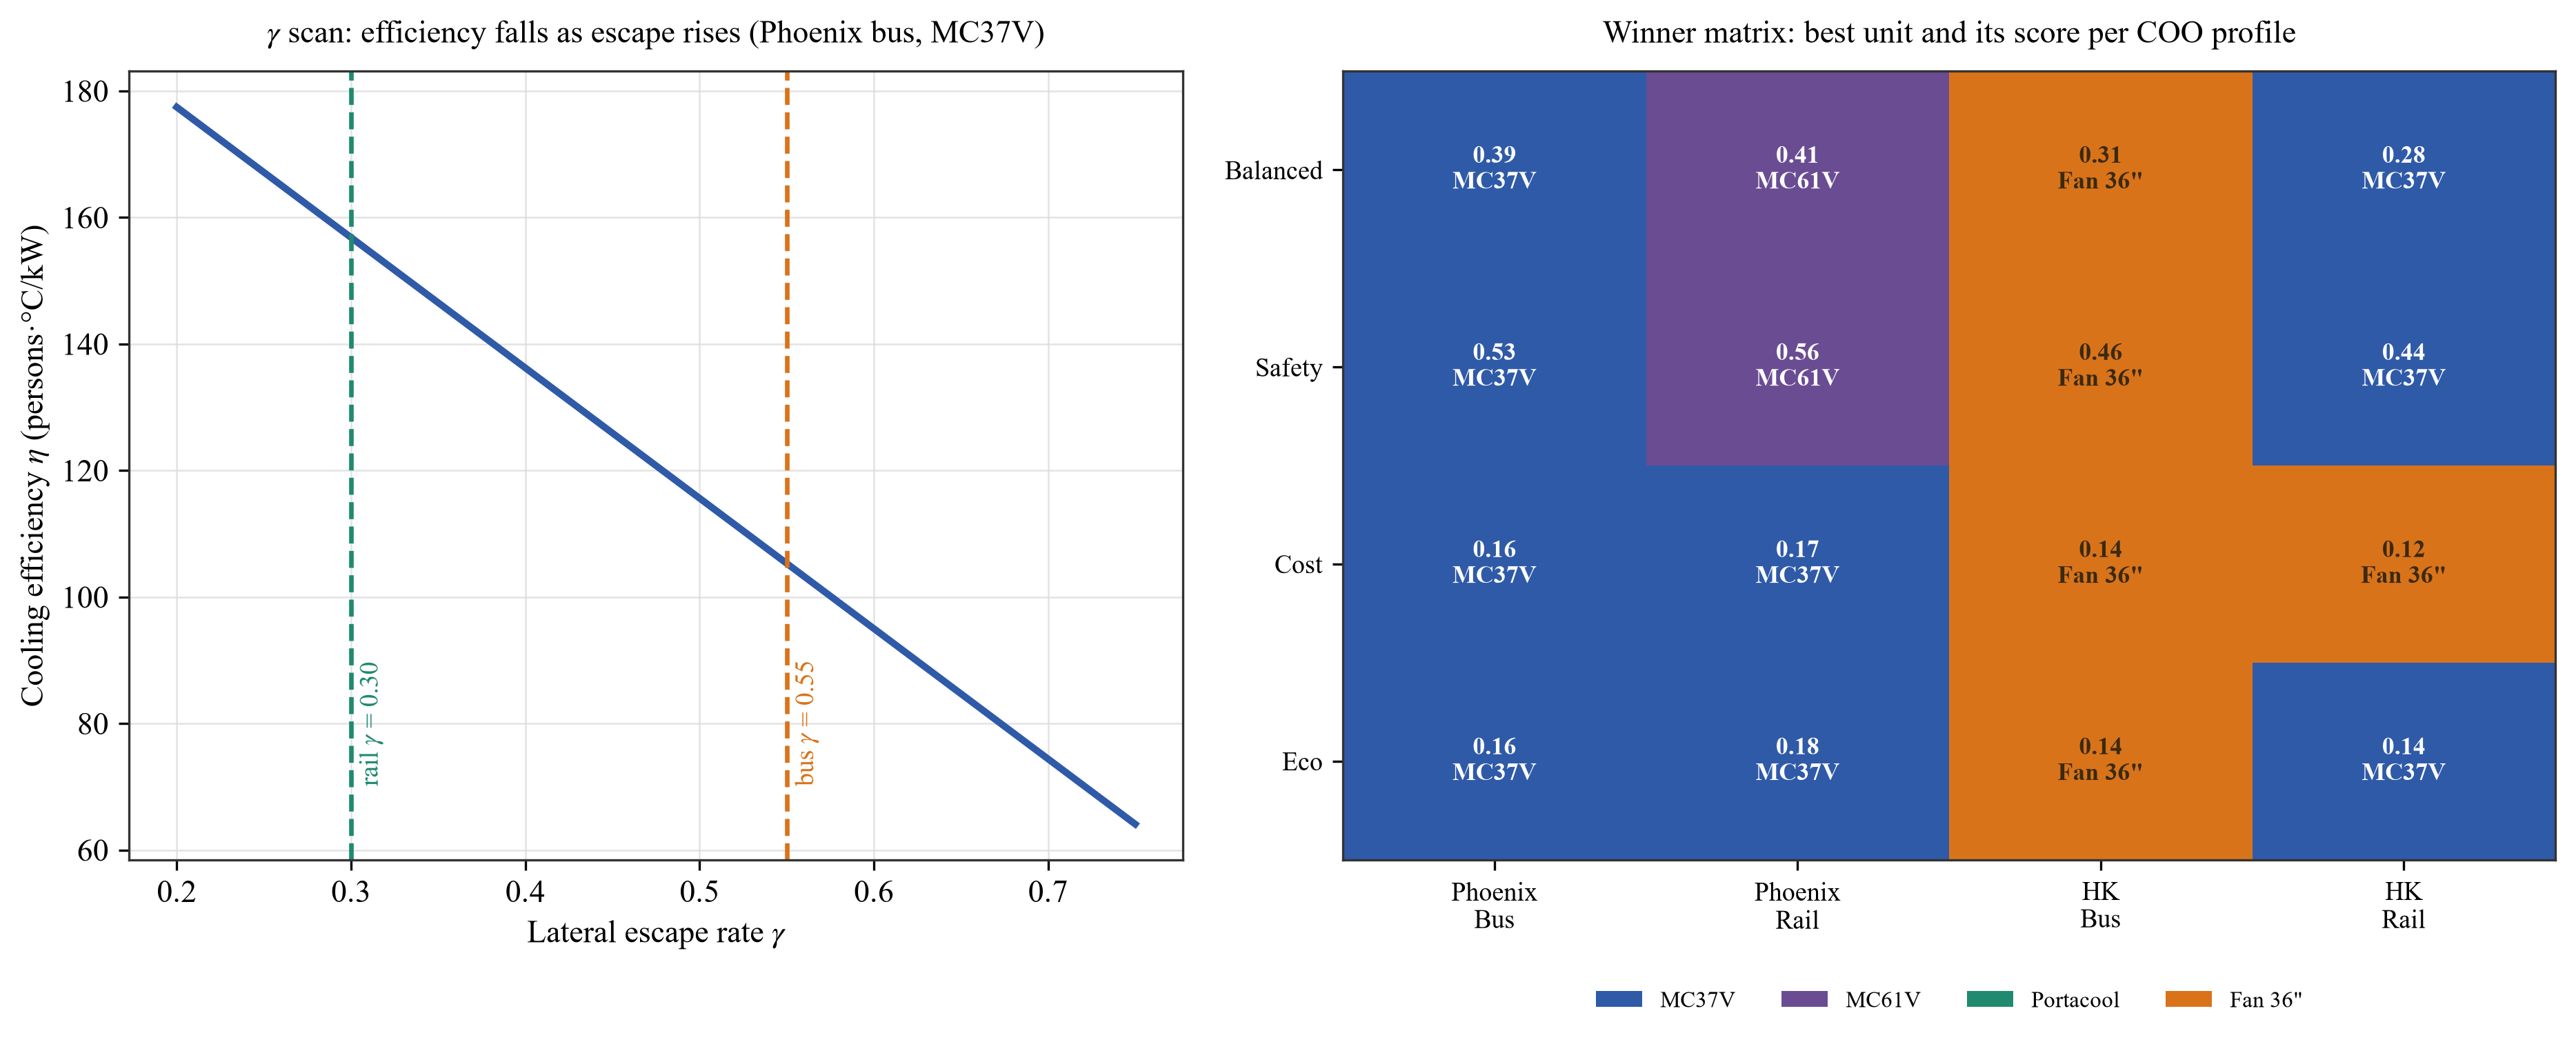 γ scan: efficiency falls as escape rises (Phoenix bus, MC37V)
Cooling efficiency η (persons·°C/kW)
180
160
140
120
100
80
60
rail γ = 0.30
bus γ = 0.55
0.2 0.3 0.4 0.5 0.6 0.7
Lateral escape rate γ
Winner matrix: best unit and its score per COO profile
Balanced
0.39 0.41 0.31 0.28
MC37V MC61V Fan 36" MC37V
Safety
0.53 0.56 0.46 0.44
MC37V MC61V Fan 36" MC37V
Cost
0.16 0.17 0.14 0.12
MC37V MC37V Fan 36" Fan 36"
Eco
0.16 0.18 0.14 0.14
MC37V MC37V Fan 36" MC37V
Phoenix Phoenix HK HK
Bus Rail Bus Rail
MC37V MC61V Portacool Fan 36"